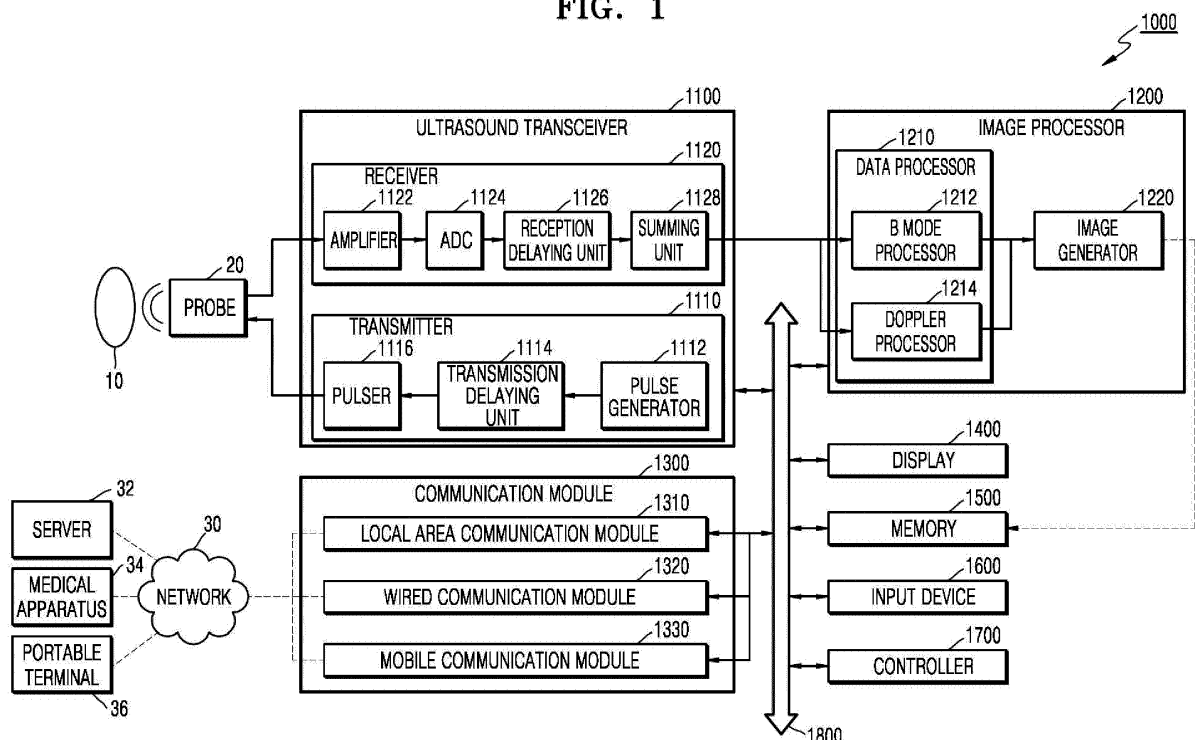 FIG. 1
1000
1100
ULTRASOUND TRANSCEIVER
1120
RECEIVER
1122
AMPLIFIER
1124
ADC
1126
RECEPTION
DELAYING UNIT
1128
SUMMING
UNIT
1110
TRANSMITTER
1116
PULSER
1114
TRANSMISSION
DELAYING
UNIT
1112
PULSE
GENERATOR
20
PROBE
10
1200
IMAGE PROCESSOR
1210
DATA PROCESSOR
1212
B MODE
PROCESSOR
1214
DOPPLER
PROCESSOR
1220
IMAGE
GENERATOR
32
SERVER
34
MEDICAL
APPARATUS
PORTABLE
TERMINAL
36
30
NETWORK
1300
COMMUNICATION MODULE
1310
LOCAL AREA COMMUNICATION MODULE
1320
WIRED COMMUNICATION MODULE
1330
MOBILE COMMUNICATION MODULE
1400
DISPLAY
1500
MEMORY
1600
INPUT DEVICE
1700
CONTROLLER
1800